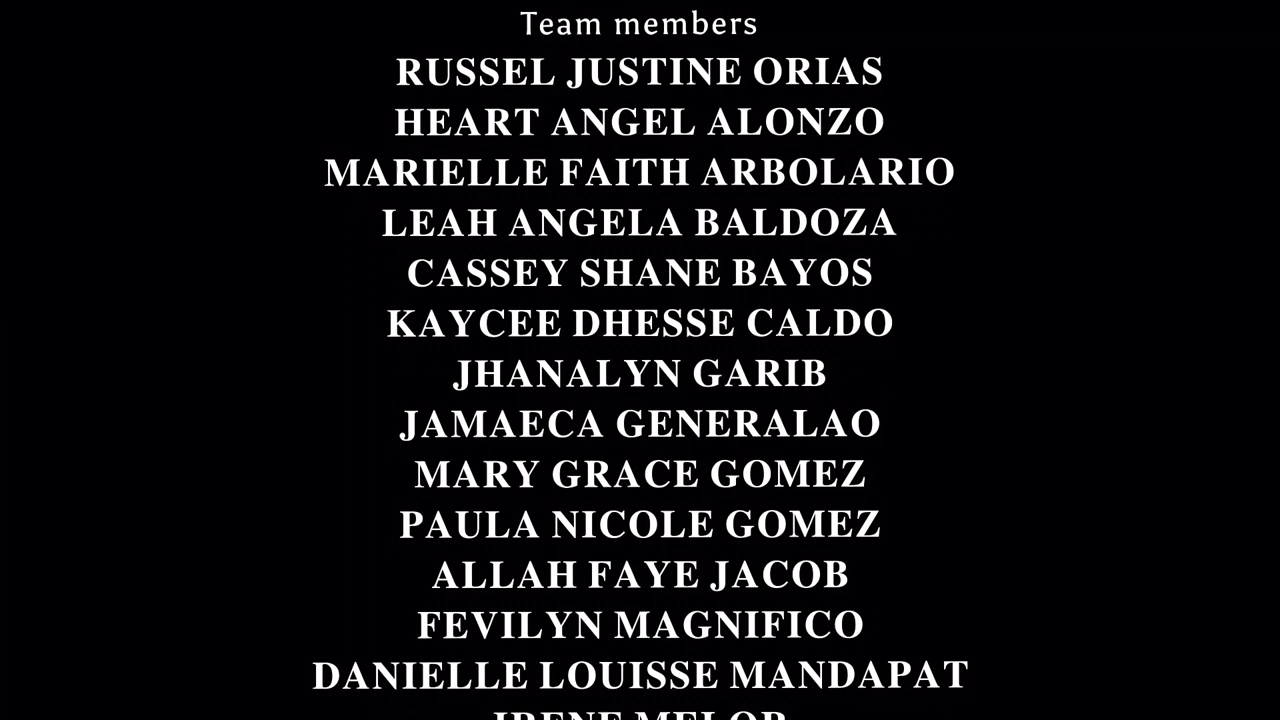 Team members
RUSSEL JUSTINE ORIAS
HEART ANGEL ALONZO
MARIELLE FAITH ARBOLARIO
LEAH ANGELA BALDOZA
CASSEY SHANE BAYOS
KAYCEE DHESSE CALDO
JHANALYN GARIB
JAMAECA GENERALAO
MARY GRACE GOMEZ
PAULA NICOLE GOMEZ
ALLAH FAYE JACOB
FEVILYN MAGNIFICO
DANIELLE LOUISSE MANDAPAT